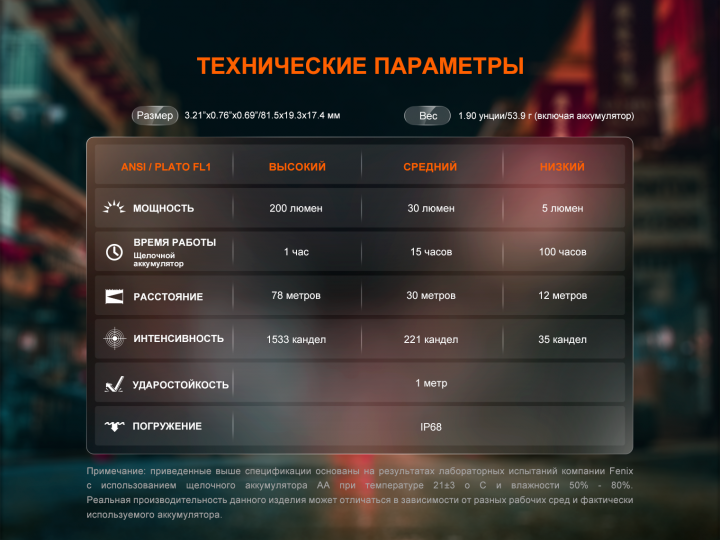 ТЕХНИЧЕСКИЕ ПАРАМЕТРЫ
Размер 3.21"x0.76"x0.69"/81.5x19.3x17.4 мм Вес 1.90 унции/53.9 г (включая аккумулятор)
ANSI / PLATO FL1 ВЫСОКИЙ СРЕДНИЙ НИЗКИЙ
МОЩНОСТЬ 200 люмен 30 люмен 5 люмен
ВРЕМЯ РАБОТЫ
Щелочной
аккумулятор
1 час 15 часов 100 часов
РАССТОЯНИЕ 78 метров 30 метров 12 метров
ИНТЕНСИВНОСТЬ 1533 кандел 221 кандел 35 кандел
УДАРОСТОЙКОСТЬ 1 метр
ПОГРУЖЕНИЕ IP68
Примечание: приведенные выше спецификации основаны на результатах лабораторных испытаний компании Fenix
с использованием щелочного аккумулятора АА при температуре 21±3 о С и влажности 50% - 80%.
Реальная производительность данного изделия может отличаться в зависимости от разных рабочих сред и фактически
используемого аккумулятора.